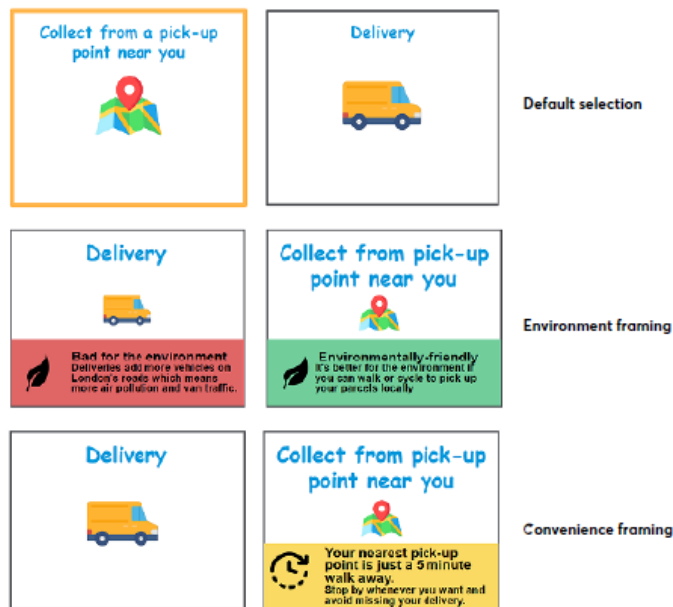 Collect from a pick-up
point near you
Delivery
Default selection
Delivery
Bad for the environment
Deliveries add more vehicles on
London's roads which means
more air pollution and van traffic.
Collect from pick-up
point near you
Environmentally-friendly
It's better for the environment if
you can walk or cycle to pick up
your parcels locally
Environment framing
Delivery
Collect from pick-up
point near you
Your nearest pick-up
point is just a 5 minute
walk away.
Stop by whenever you want and
avoid missing your delivery.
Convenience framing